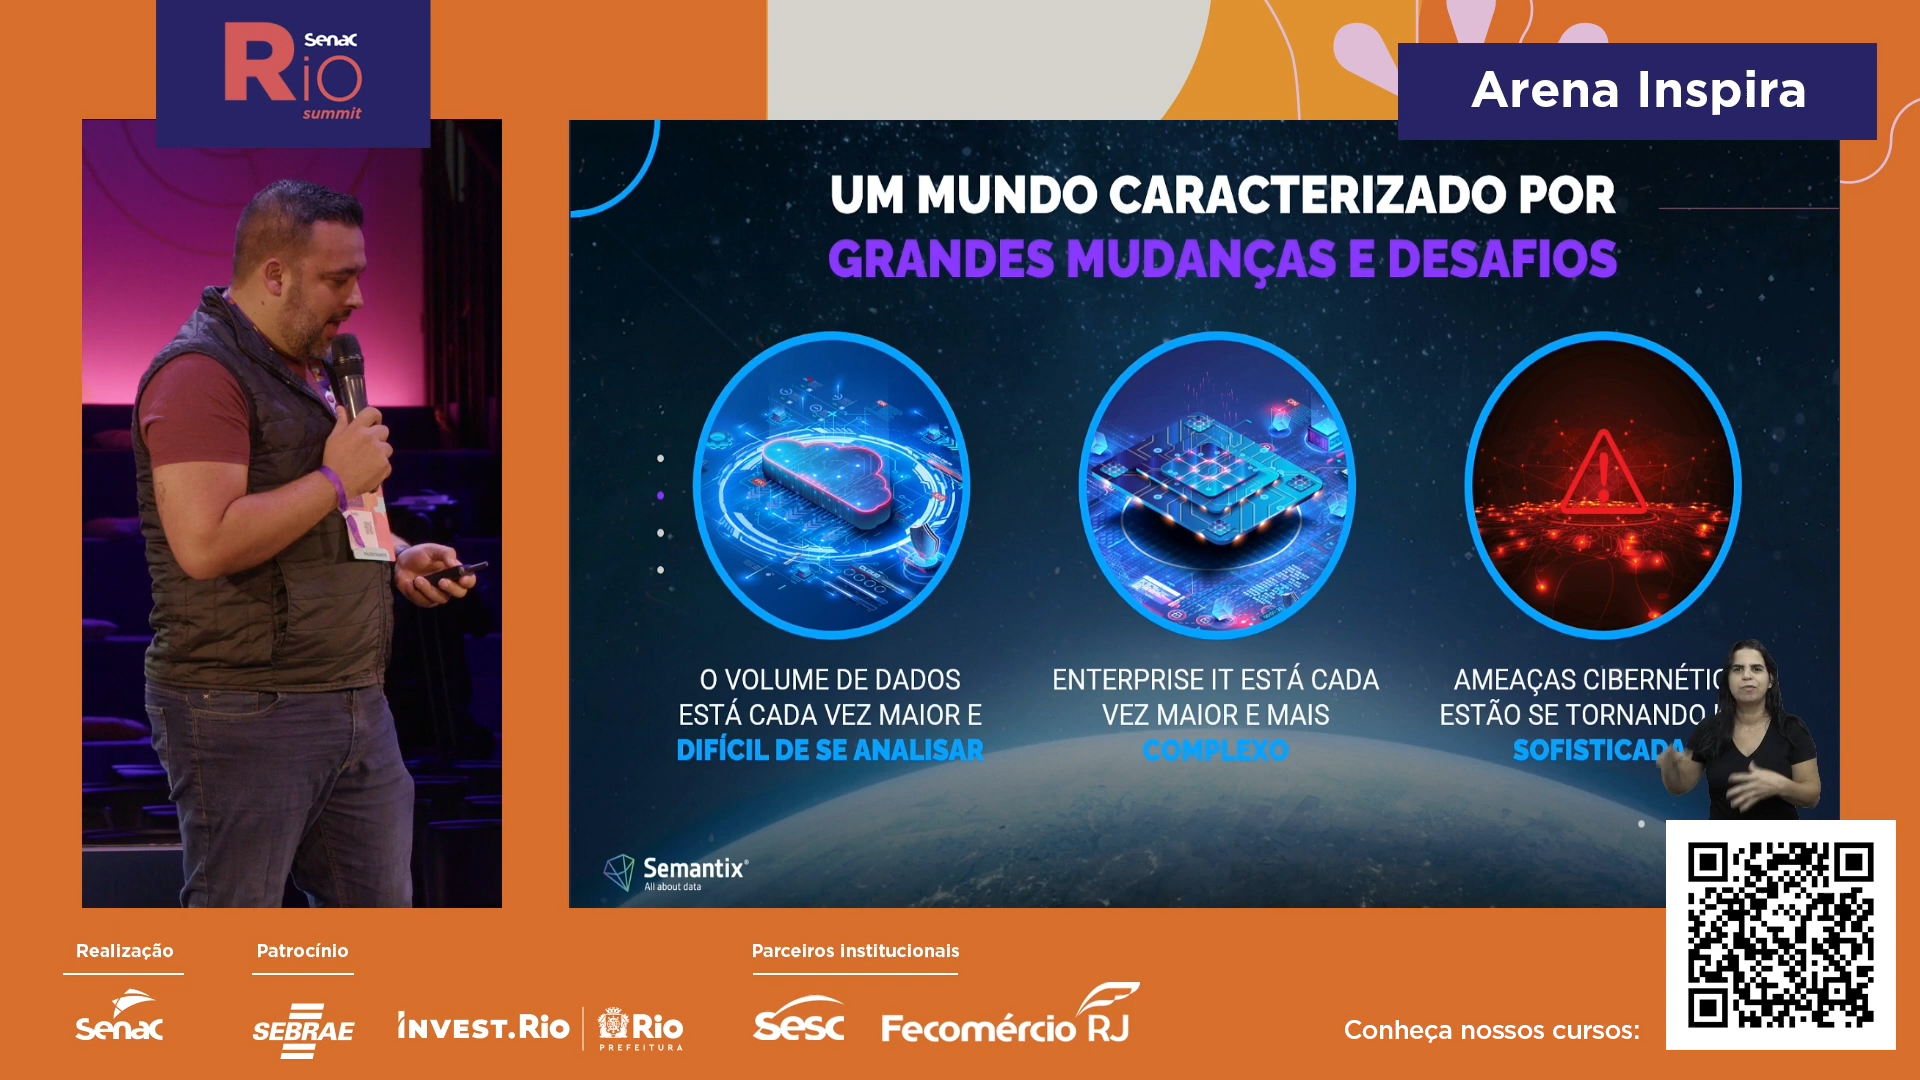 Senac
Rio
summit
Arena Inspira
UM MUNDO CARACTERIZADO POR
GRANDES MUDANÇAS E DESAFIOS
O VOLUME DE DADOS
ESTÁ CADA VEZ MAIOR E
DIFÍCIL DE SE ANALISAR
ENTERPRISE IT ESTÁ CADA
VEZ MAIOR E MAIS
COMPLEXO
AMEAÇAS
ESTÃO SE TORNANDO
Semantix®
All about data
Realização
Senac
Patrocínio
SEBRAE
INVEST.Rio
Rio
PREFEITURA
Parceiros institucionais
Sesc
Fecomércio RJ
Conheça nossos cursos: